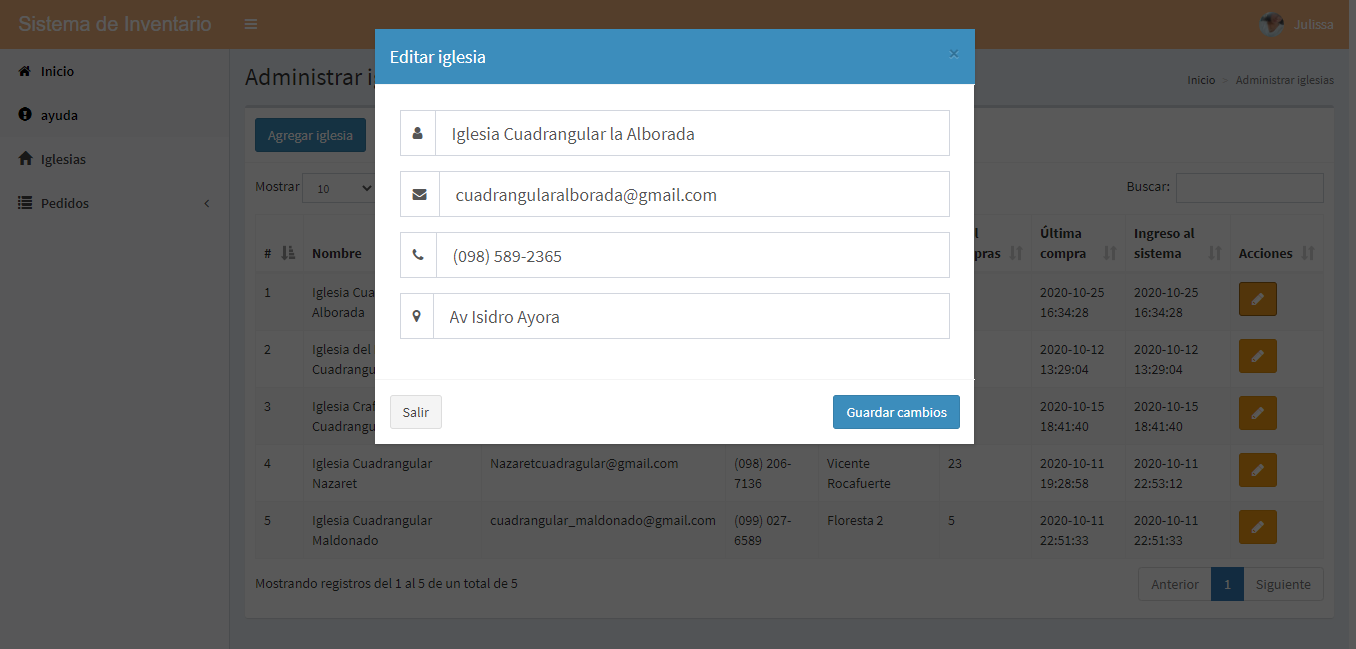 Sistema de Inventario
Julissa
Inicio
ayuda
Iglesias
Pedidos
Administrar
Inicio > Administrar iglesias
Agregar iglesia
Mostrar 10
Buscar:
Editar iglesia ×
Iglesia Cuadrangular la Alborada
cuadrangularalborada@gmail.com
(098) 589-2365
Av Isidro Ayora
Salir
Guardar cambios
# Nombre Última compra Ingreso al sistema Acciones
1 Iglesia Alborada 2020-10-25 16:34:28 2020-10-25 16:34:28
2 Iglesia del 2020-10-12 13:29:04 2020-10-12 13:29:04
3 Iglesia 2020-10-15 18:41:40 2020-10-15 18:41:40
4 Iglesia Cuadrangular Nazaret Nazaretcuadragular@gmail.com (098) 206-7136 Vicente Rocafuerte 23 2020-10-11 19:28:58 2020-10-11 22:53:12
5 Iglesia Cuadrangular Maldonado cuadrangular_maldonado@gmail.com (099) 027-6589 Floresta 2 5 2020-10-11 22:51:33 2020-10-11 22:51:33
Mostrando registros del 1 al 5 de un total de 5
Anterior 1 Siguiente